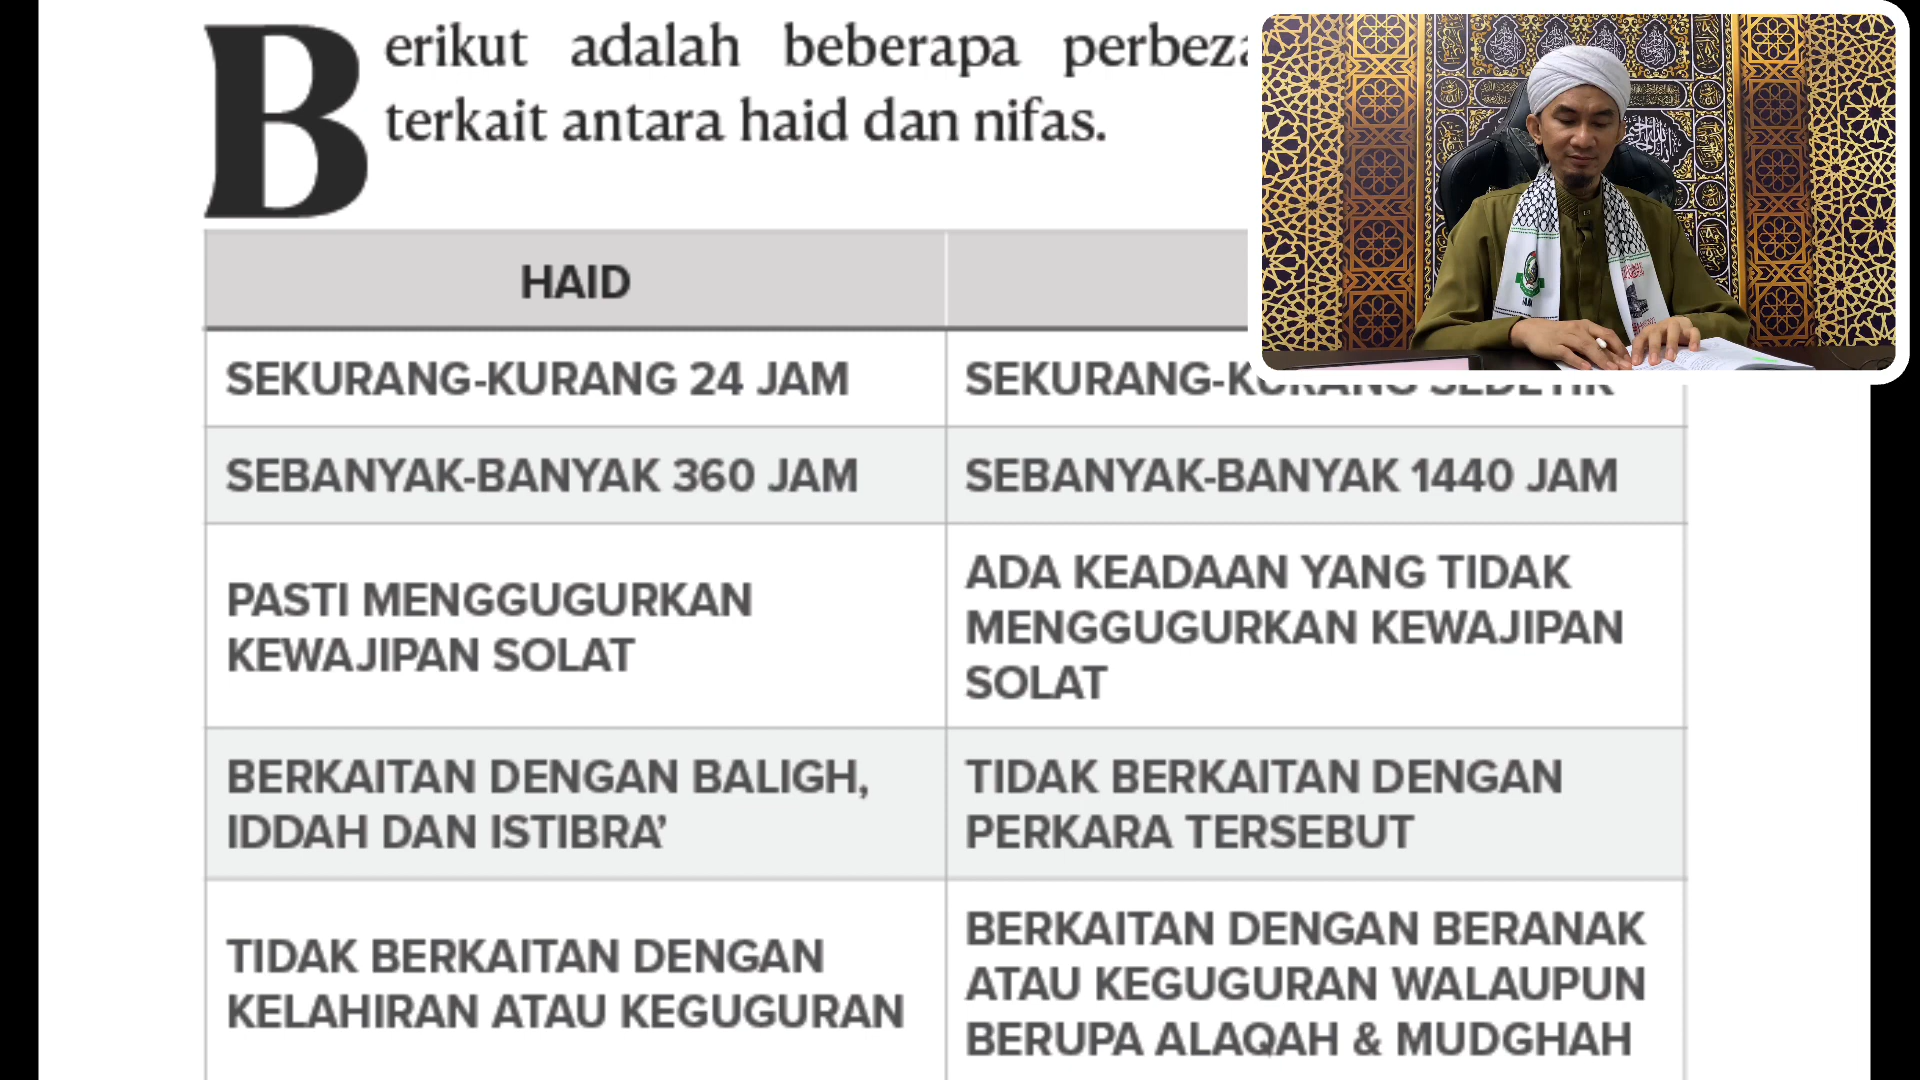 Berikut adalah beberapa
terkait antara haid dan nifas.
HAID
SEKURANG-KURANG 24 JAM
SEKURANG-KURANG SEDETIK
SEBANYAK-BANYAK 360 JAM
SEBANYAK-BANYAK 1440 JAM
PASTI MENGGUGURKAN
KEWAJIPAN SOLAT
ADA KEADAAN YANG TIDAK
MENGGUGURKAN KEWAJIPAN
SOLAT
BERKAITAN DENGAN BALIGH,
IDDAH DAN ISTIBRA’
TIDAK BERKAITAN DENGAN
PERKARA TERSEBUT
TIDAK BERKAITAN DENGAN
KELAHIRAN ATAU KEGUGURAN
BERKAITAN DENGAN BERANAK
ATAU KEGUGURAN WALAUPUN
BERUPA ALAQAH & MUDGHAH